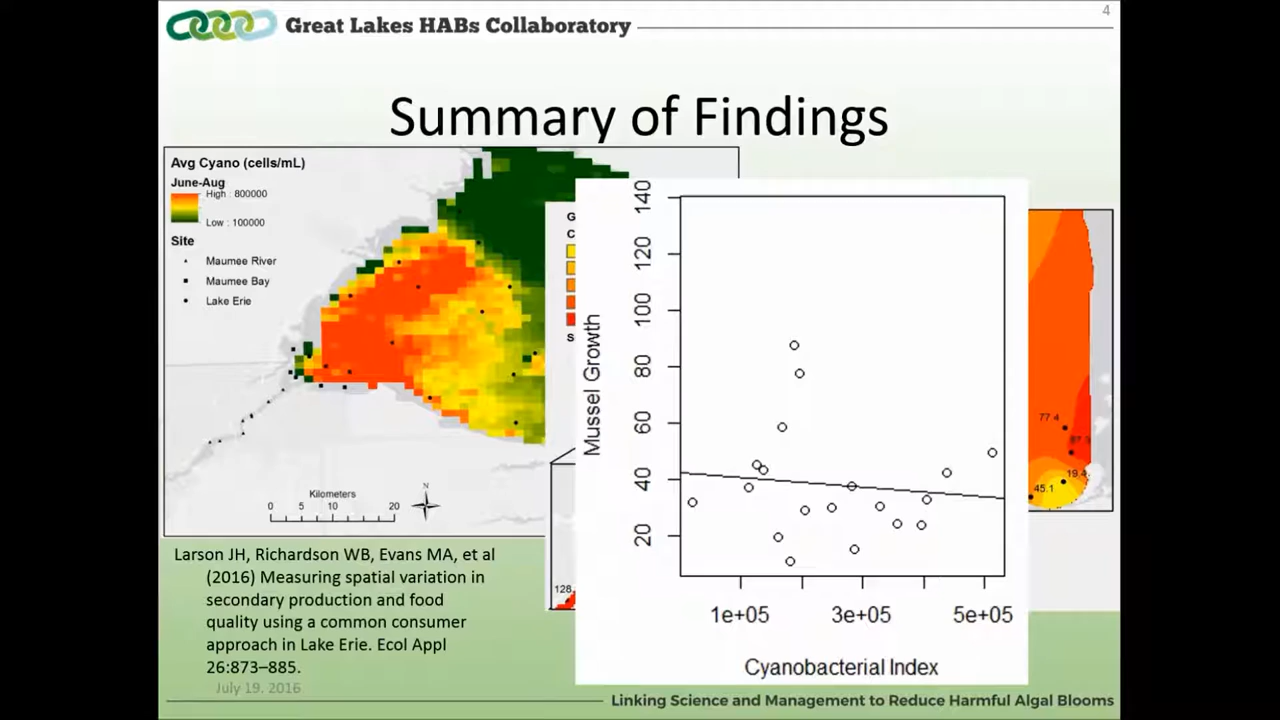 Great Lakes HABs Collaboratory
4
Summary of Findings
Avg Cyano (cells/mL)
June-Aug
High : 800000
Low : 100000
Site
Maumee River
Maumee Bay
Lake Erie
Kilometers
0 5 10 20
N
G
C
S
128.
77.4
19.4
45.1
Mussel Growth
140
120
100
80
60
40
20
1e+05 3e+05 5e+05
Cyanobacterial Index
Larson JH, Richardson WB, Evans MA, et al
(2016) Measuring spatial variation in
secondary production and food
quality using a common consumer
approach in Lake Erie. Ecol Appl
26:873–885.
July 19, 2016
Linking Science and Management to Reduce Harmful Algal Blooms